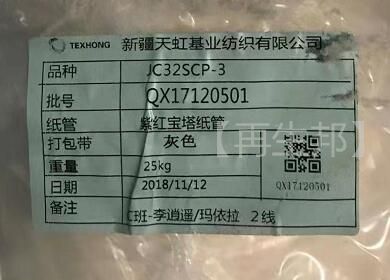 TEXHONG 新疆天虹基业纺织有限公司
品种 JC32SCP-3
批号 QX17120501
纸管 紫红宝塔纸管
打包带 灰色
重量 25kg
日期 2018/11/12
QX17120501
备注 C班-李逍遥/玛依拉 2线
【再生邦】